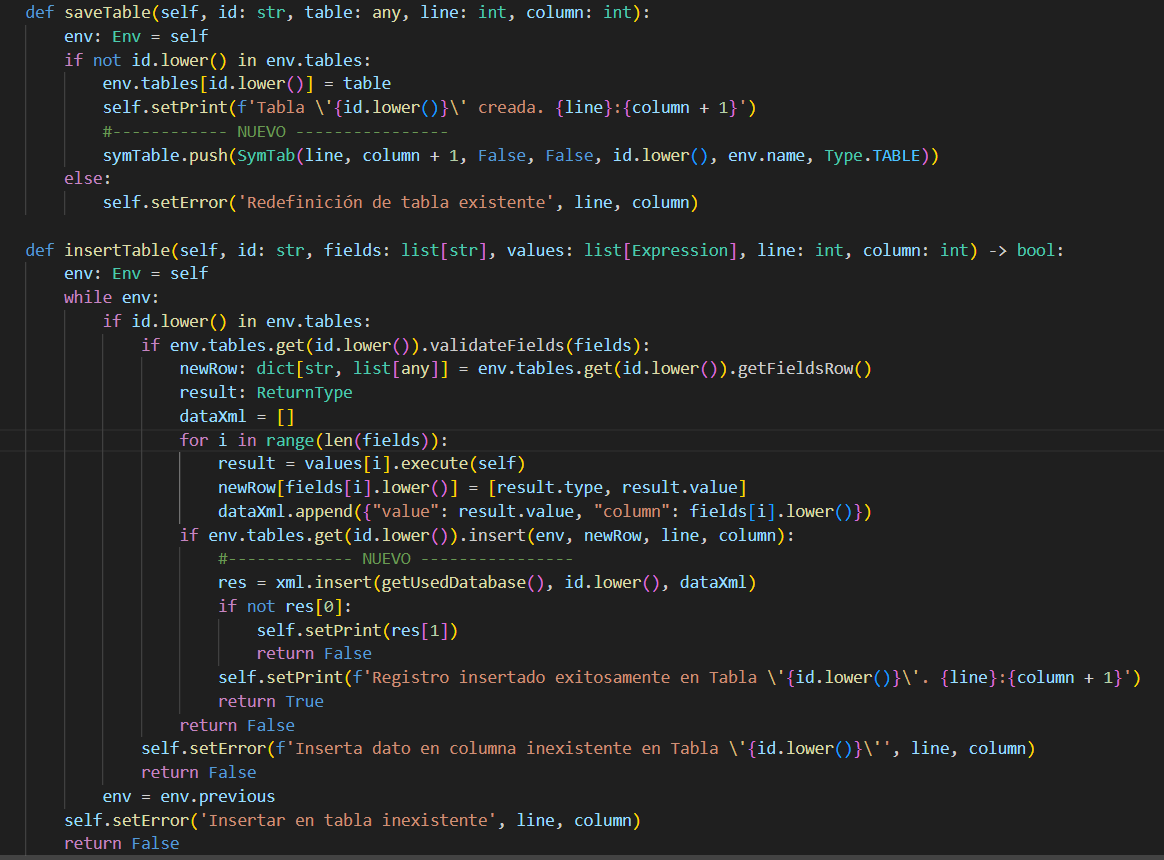 def saveTable(self, id: str, table: any, line: int, column: int):
    env: Env = self
    if not id.lower() in env.tables:
        env.tables[id.lower()] = table
        self.setPrint(f'Tabla \'{id.lower()}\' creada. {line}:{column + 1}')
        #------------ NUEVO ----------------
        symTable.push(SymTab(line, column + 1, False, False, id.lower(), env.name, Type.TABLE))
    else:
        self.setError('Redefinición de tabla existente', line, column)

def insertTable(self, id: str, fields: list[str], values: list[Expression], line: int, column: int) -> bool:
    env: Env = self
    while env:
        if id.lower() in env.tables:
            if env.tables.get(id.lower()).validateFields(fields):
                newRow: dict[str, list[any]] = env.tables.get(id.lower()).getFieldsRow()
                result: ReturnType
                dataXml = []
                for i in range(len(fields)):
                    result = values[i].execute(self)
                    newRow[fields[i].lower()] = [result.type, result.value]
                    dataXml.append({"value": result.value, "column": fields[i].lower()})
                if env.tables.get(id.lower()).insert(env, newRow, line, column):
                    #------------- NUEVO ----------------
                    res = xml.insert(getUsedDatabase(), id.lower(), dataXml)
                    if not res[0]:
                        self.setPrint(res[1])
                        return False
                    self.setPrint(f'Registro insertado exitosamente en Tabla \'{id.lower()}\'. {line}:{column + 1}')
                    return True
                return False
            self.setError(f'Inserta dato en columna inexistente en Tabla \'{id.lower()}\'', line, column)
            return False
        env = env.previous
    self.setError('Insertar en tabla inexistente', line, column)
    return False